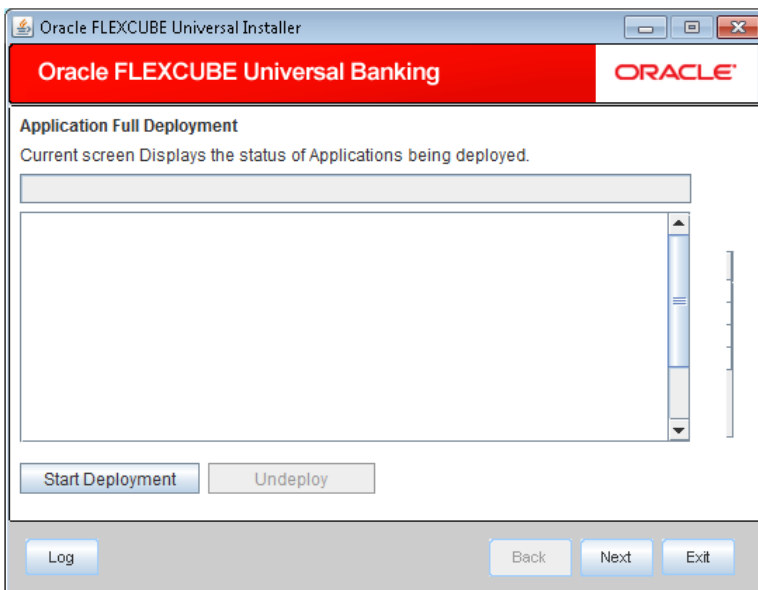 Oracle FLEXCUBE Universal Installer
Oracle FLEXCUBE Universal Banking
ORACLE
Application Full Deployment
Current screen Displays the status of Applications being deployed.
Start Deployment Undeploy
Log Back Next Exit